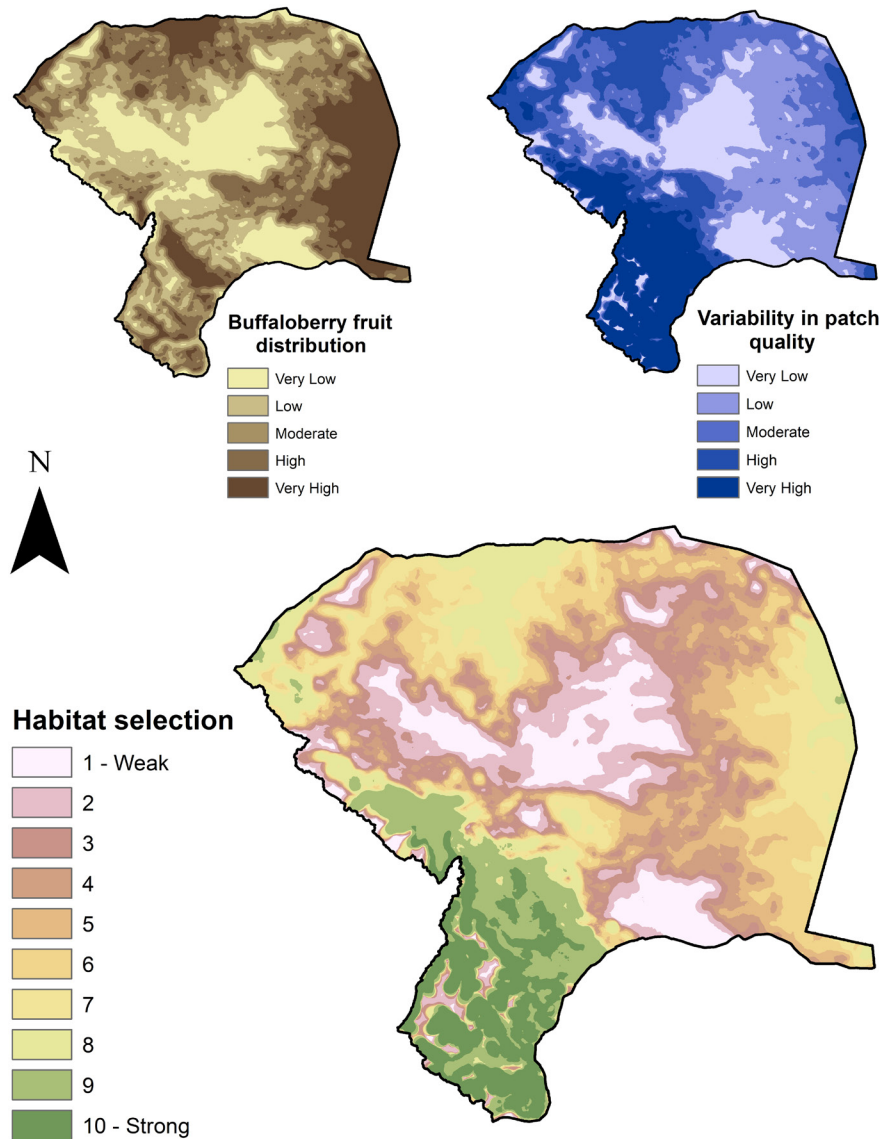 Buffaloberry fruit
distribution
Very Low
Low
Moderate
High
Very High
Variability in patch
quality
Very Low
Low
Moderate
High
Very High
N
Habitat selection
1 - Weak
2
3
4
5
6
7
8
9
10 - Strong